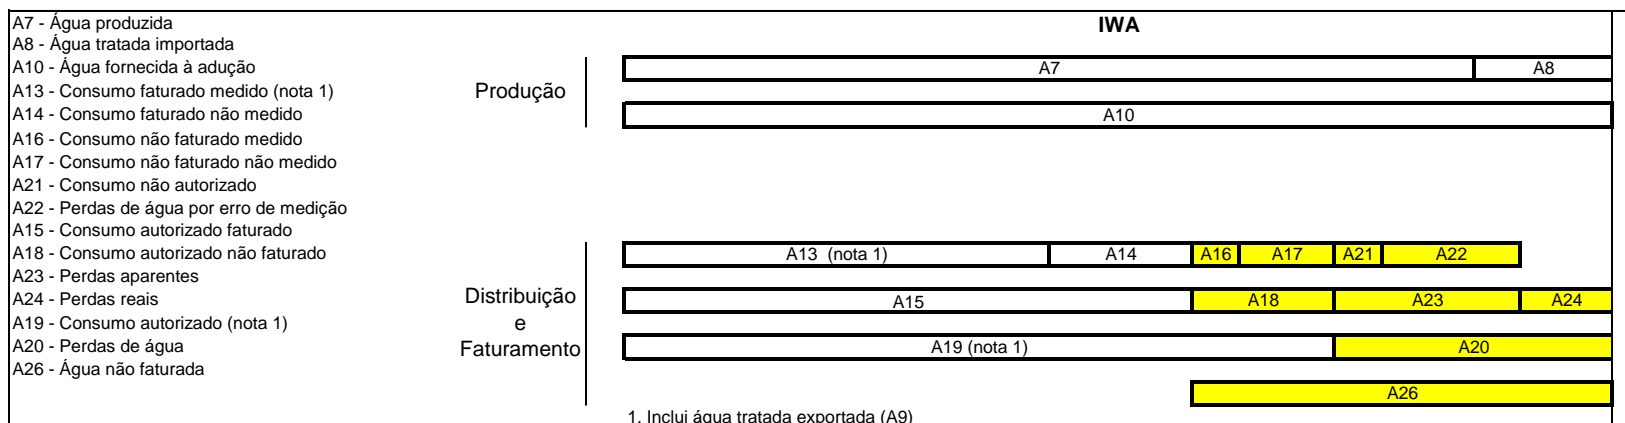 IWA
A7 - Água produzida
A8 - Água tratada importada
A10 - Água fornecida à adução
A13 - Consumo faturado medido (nota 1)
A14 - Consumo faturado não medido
A16 - Consumo não faturado medido
A17 - Consumo não faturado não medido
A21 - Consumo não autorizado
A22 - Perdas de água por erro de medição
A15 - Consumo autorizado faturado
A18 - Consumo autorizado não faturado
A23 - Perdas aparentes
A24 - Perdas reais
A19 - Consumo autorizado (nota 1)
A20 - Perdas de água
A26 - Água não faturada
Produção
A7 A8
A10
Distribuição
e
Faturamento
A13 (nota 1) A14 A16 A17 A21 A22
A15 A18 A23 A24
A19 (nota 1) A20
A26
1. Inclui água tratada exportada (A9)